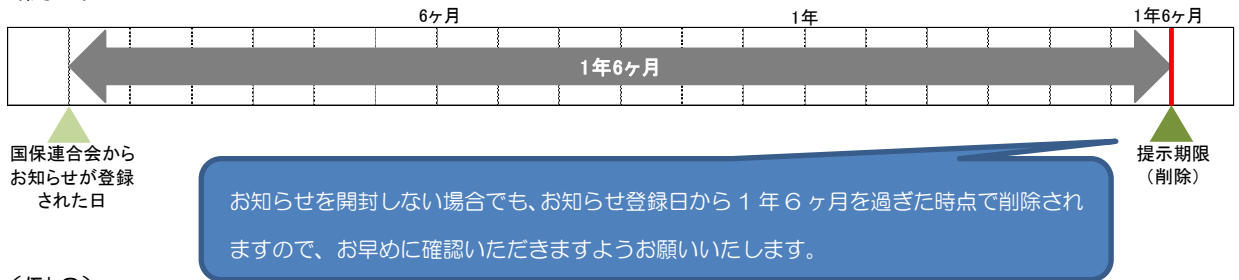 6ヶ月 1年 1年6ヶ月
1年6ヶ月
国保連合会から
お知らせが登録
された日
提示期限
（削除）
お知らせを開封しない場合でも、お知らせ登録日から 1 年 6 ヶ月を過ぎた時点で削除され
ますので、お早めに確認いただきますようお願いいたします。